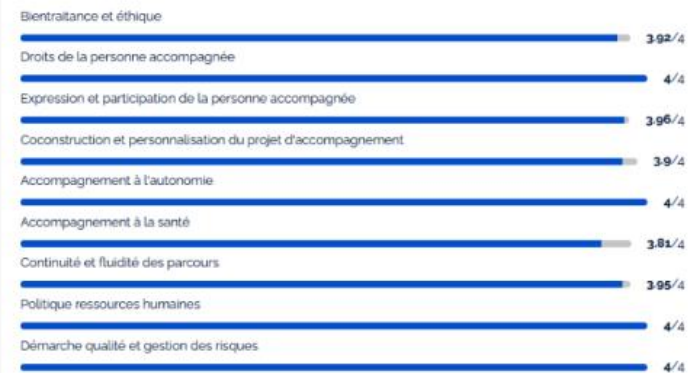 Bientraitance et éthique
3.92/4
Droits de la personne accompagnée
4/4
Expression et participation de la personne accompagnée
3.96/4
Coconstruction et personnalisation du projet d'accompagnement
3.9/4
Accompagnement à l'autonomie
4/4
Accompagnement à la santé
3.81/4
Continuité et fluidité des parcours
3.95/4
Politique ressources humaines
4/4
Démarche qualité et gestion des risques
4/4